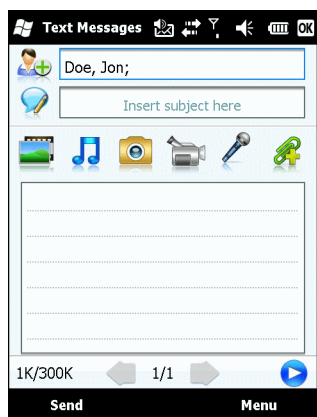 Text Messages OK
Doe, Jon;
Insert subject here
1K/300K 1/1
Send Menu